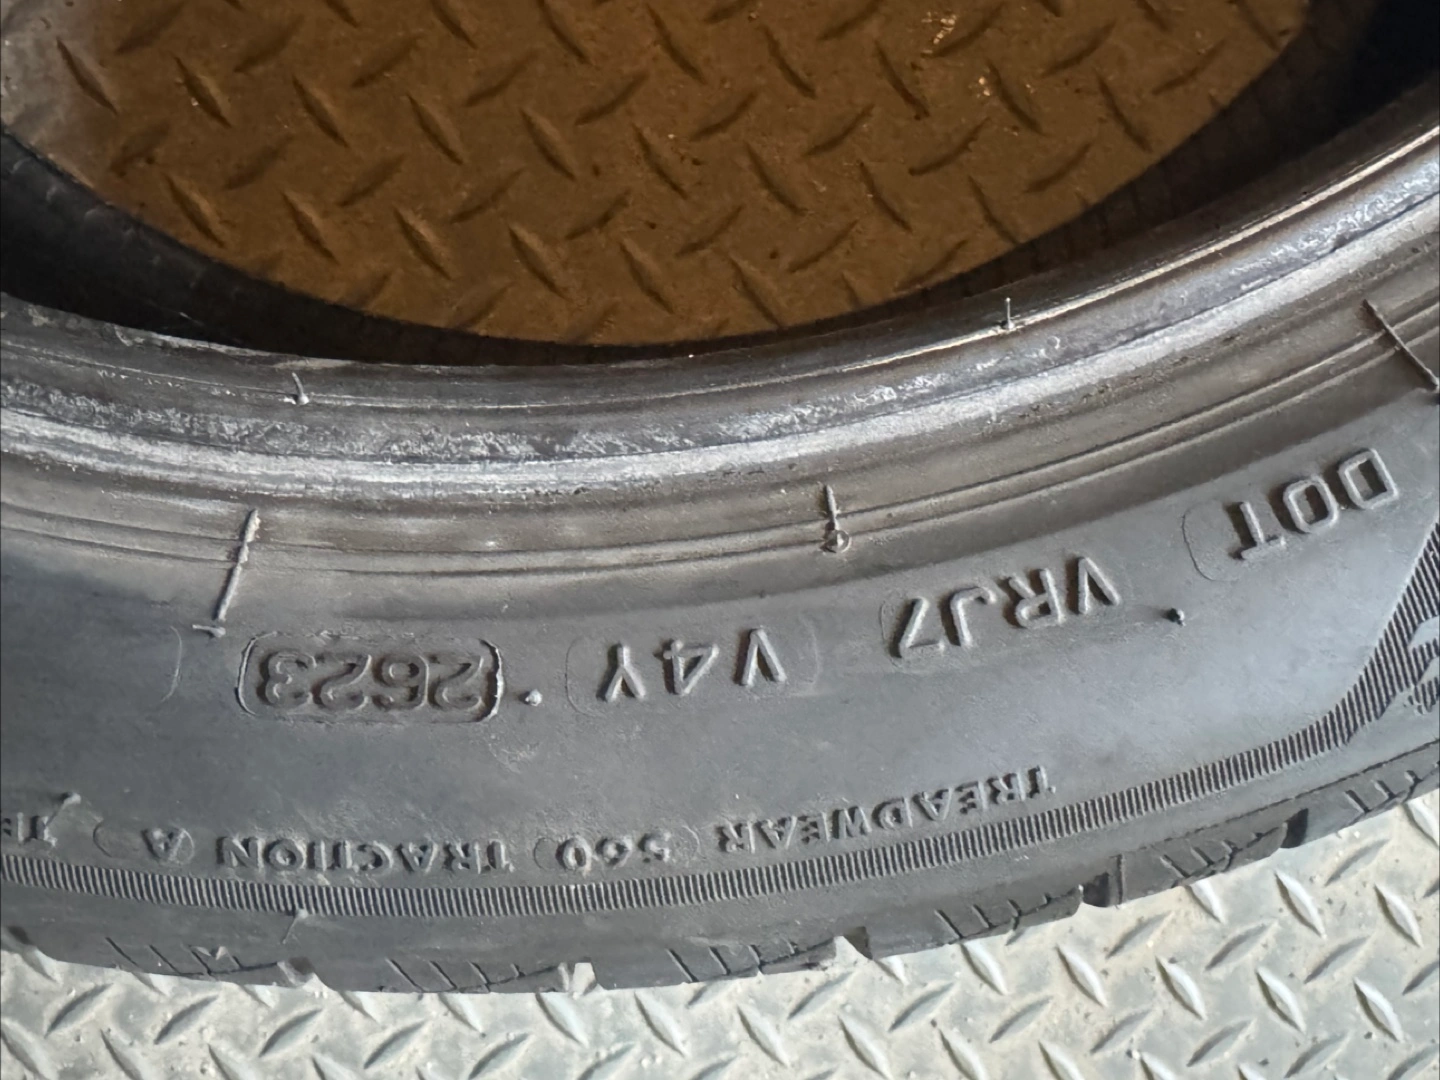 DOT VRJ7 V4Y 2623
TREADWEAR 560 TRACTION A